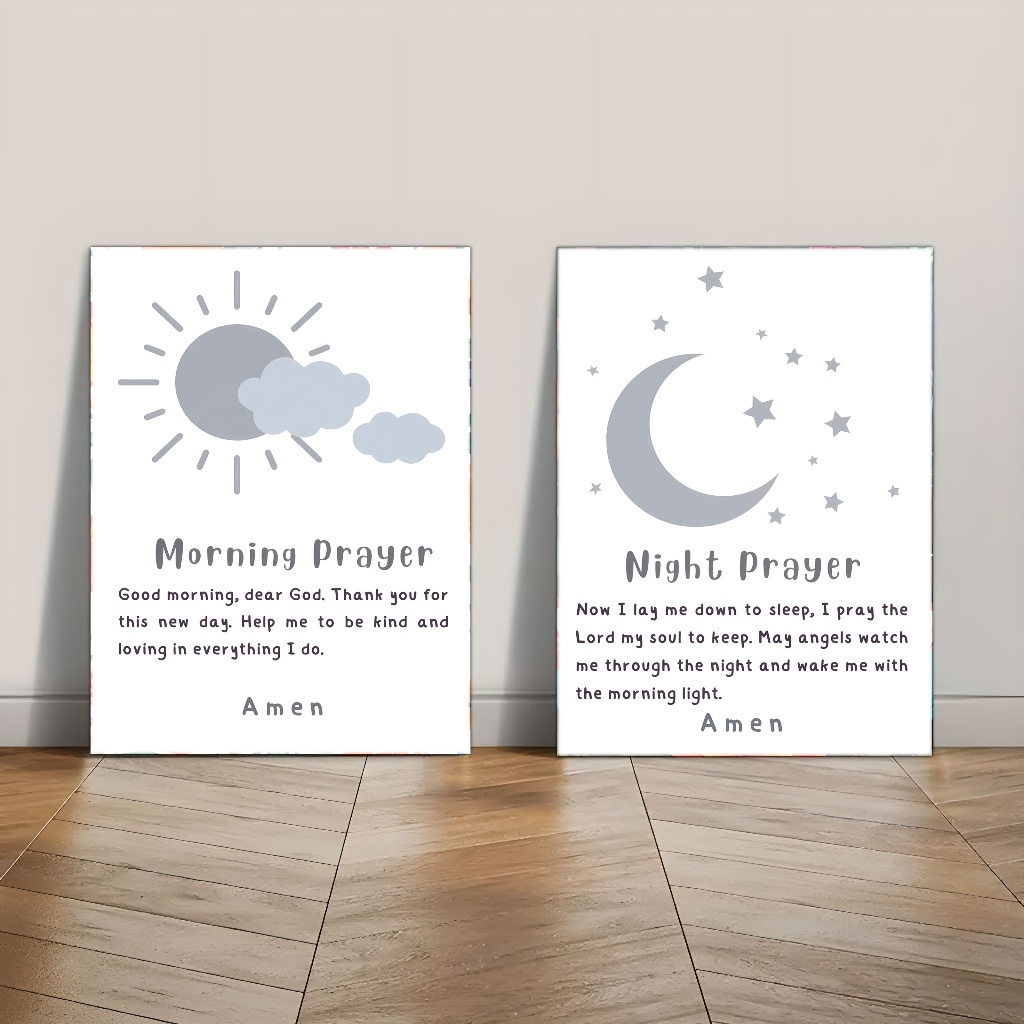 Morning Prayer
Good morning, dear God. Thank you for
this new day. Help me to be kind and
loving in everything I do.
Amen
Night Prayer
Now I lay me down to sleep, I pray the
Lord my soul to keep. May angels watch
me through the night and wake me with
the morning light.
Amen